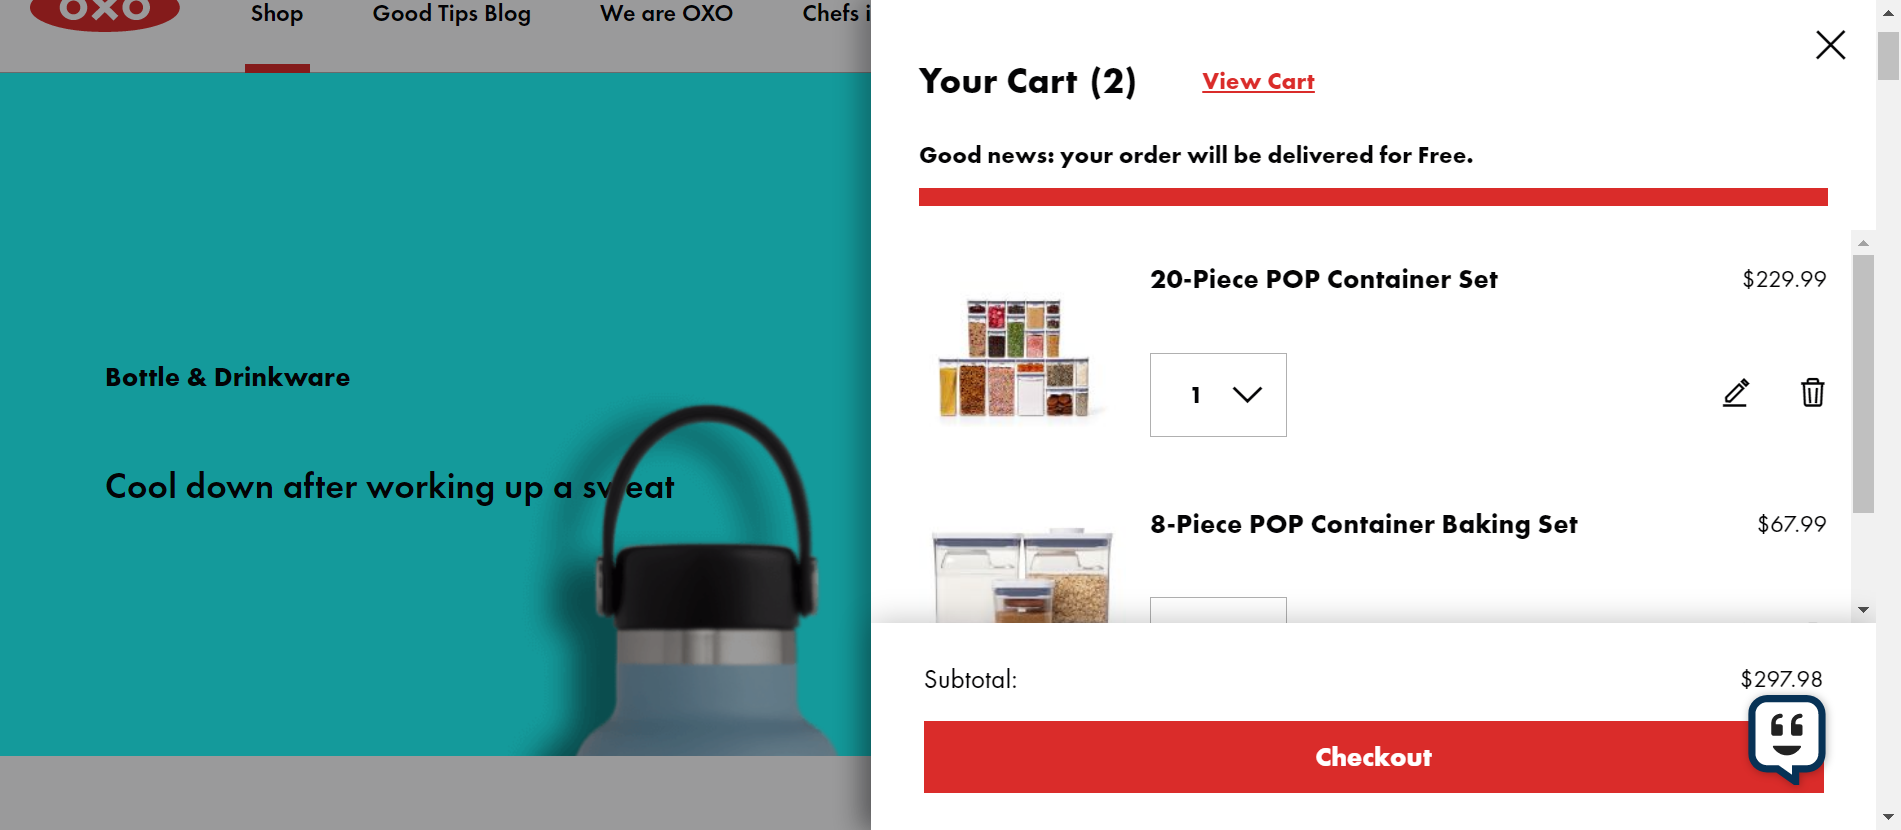 OXO
Shop
Good Tips Blog
We are OXO
Chefs i
Your Cart (2)
View Cart
Good news: your order will be delivered for Free.
20-Piece POP Container Set
$229.99
1
8-Piece POP Container Baking Set
$67.99
Bottle & Drinkware
Cool down after working up a sweat
Subtotal:
$297.98
Checkout